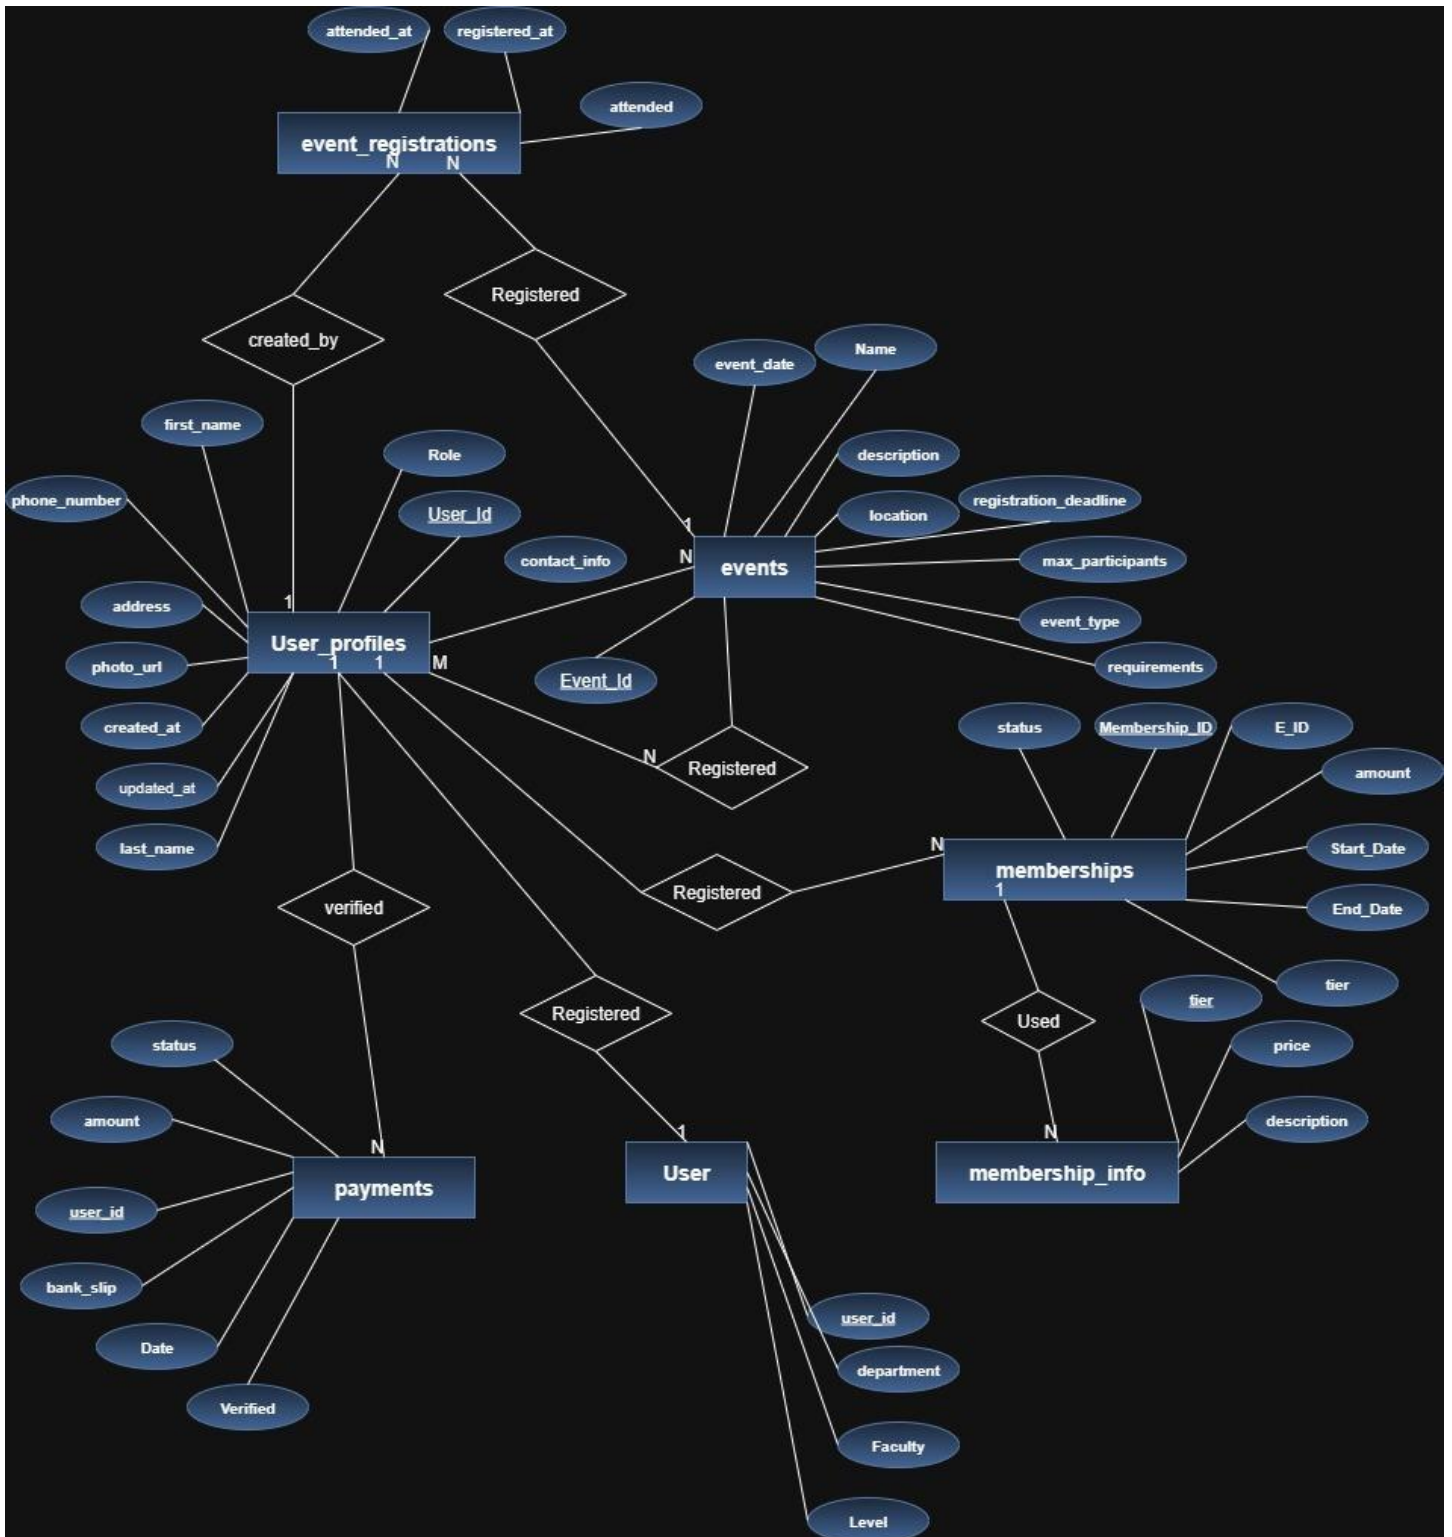 attended_at
registered_at
attended
event_registrations
N
N
Registered
created_by
event_date
Name
first_name
Role
description
phone_number
User_Id
location
registration_deadline
1
contact_info
N
events
max_participants
address
1
event_type
User_profiles
1
1
M
photo_url
Event_Id
requirements
created_at
status
Membership_ID
E_ID
N
Registered
amount
updated_at
last_name
N
Start_Date
memberships
1
Registered
verified
End_Date
tier
tier
Registered
Used
status
price
amount
description
N
1
N
payments
User
membership_info
user_id
bank_slip
user_id
Date
department
Verified
Faculty
Level